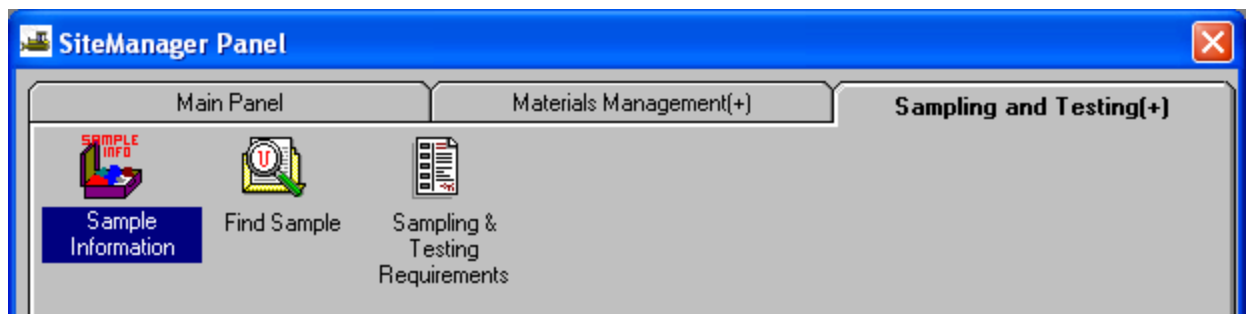 SiteManager Panel
Main Panel
Materials Management(+)
Sampling and Testing(+)
SAMPLE
INFO
U
Sample
Information
Find Sample
Sampling &
Testing
Requirements